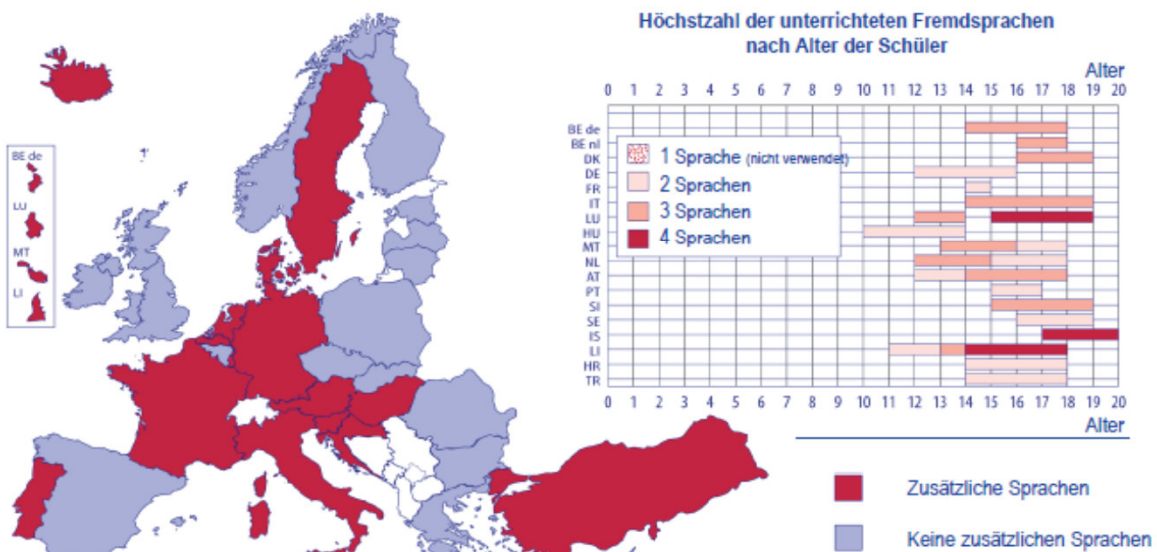 Höchstzahl der unterrichteten Fremdsprachen
nach Alter der Schüler
Alter
0 1 2 3 4 5 6 7 8 9 10 11 12 13 14 15 16 17 18 19 20
BE de
BE nl
DK
DE
FR
IT
LU
HU
MT
NL
AT
PT
SI
SE
IS
LI
HR
TR
1 Sprache (nicht verwendet)
2 Sprachen
3 Sprachen
4 Sprachen
0 1 2 3 4 5 6 7 8 9 10 11 12 13 14 15 16 17 18 19 20
Alter
BE de
LU
MT
LI
Zusätzliche Sprachen
Keine zusätzlichen Sprachen